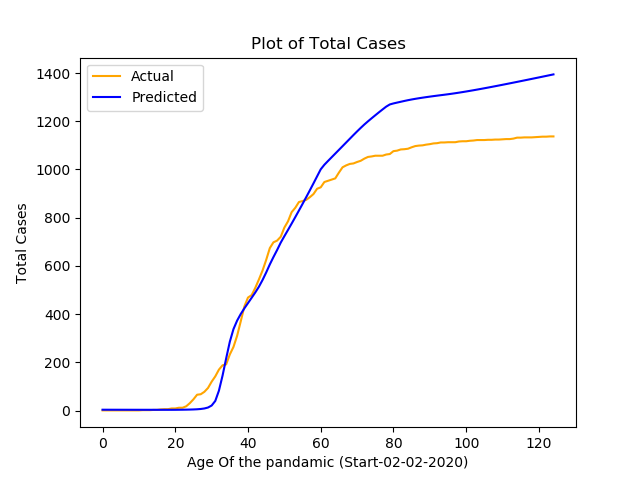 Plot of Total Cases
Actual
Predicted
1400
1200
1000
800
600
400
200
0
Total Cases
0 20 40 60 80 100 120
Age Of the pandamic (Start-02-02-2020)